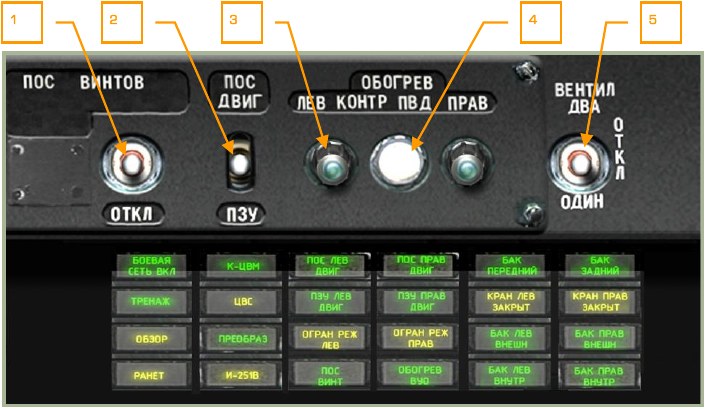 1 2 3 4 5
ПОС ВИНТОВ
ПОС
ДВИГ
ОБОГРЕВ
ЛЕВ КОНТР ПВД ПРАВ
ВЕНТИЛ
ДВА
ОТКЛ
ОДИН
ОТКЛ
ПЗУ
БОЕВАЯ
СЕТЬ ВКЛ
К-ЦВМ
ПОС ЛЕВ
ДВИГ
ПОС ПРАВ
ДВИГ
БАК
ПЕРЕДНИЙ
БАК
ЗАДНИЙ
ТРЕНАЖ
ЦВС
ПЗУ ЛЕВ
ДВИГ
ПЗУ ПРАВ
ДВИГ
КРАН ЛЕВ
ЗАКРЫТ
КРАН ПРАВ
ЗАКРЫТ
ОБЗОР
ПРЕОБРАЗ
ОГРАН РЕЖ
ЛЕВ
ОГРАН РЕЖ
ПРАВ
БАК ЛЕВ
ВНЕШН
БАК ПРАВ
ВНЕШН
РАНЕТ
И-251В
ПОС
ВИНТ
ОБОГРЕВ
ВУО
БАК ЛЕВ
ВНУТР
БАК ПРАВ
ВНУТР